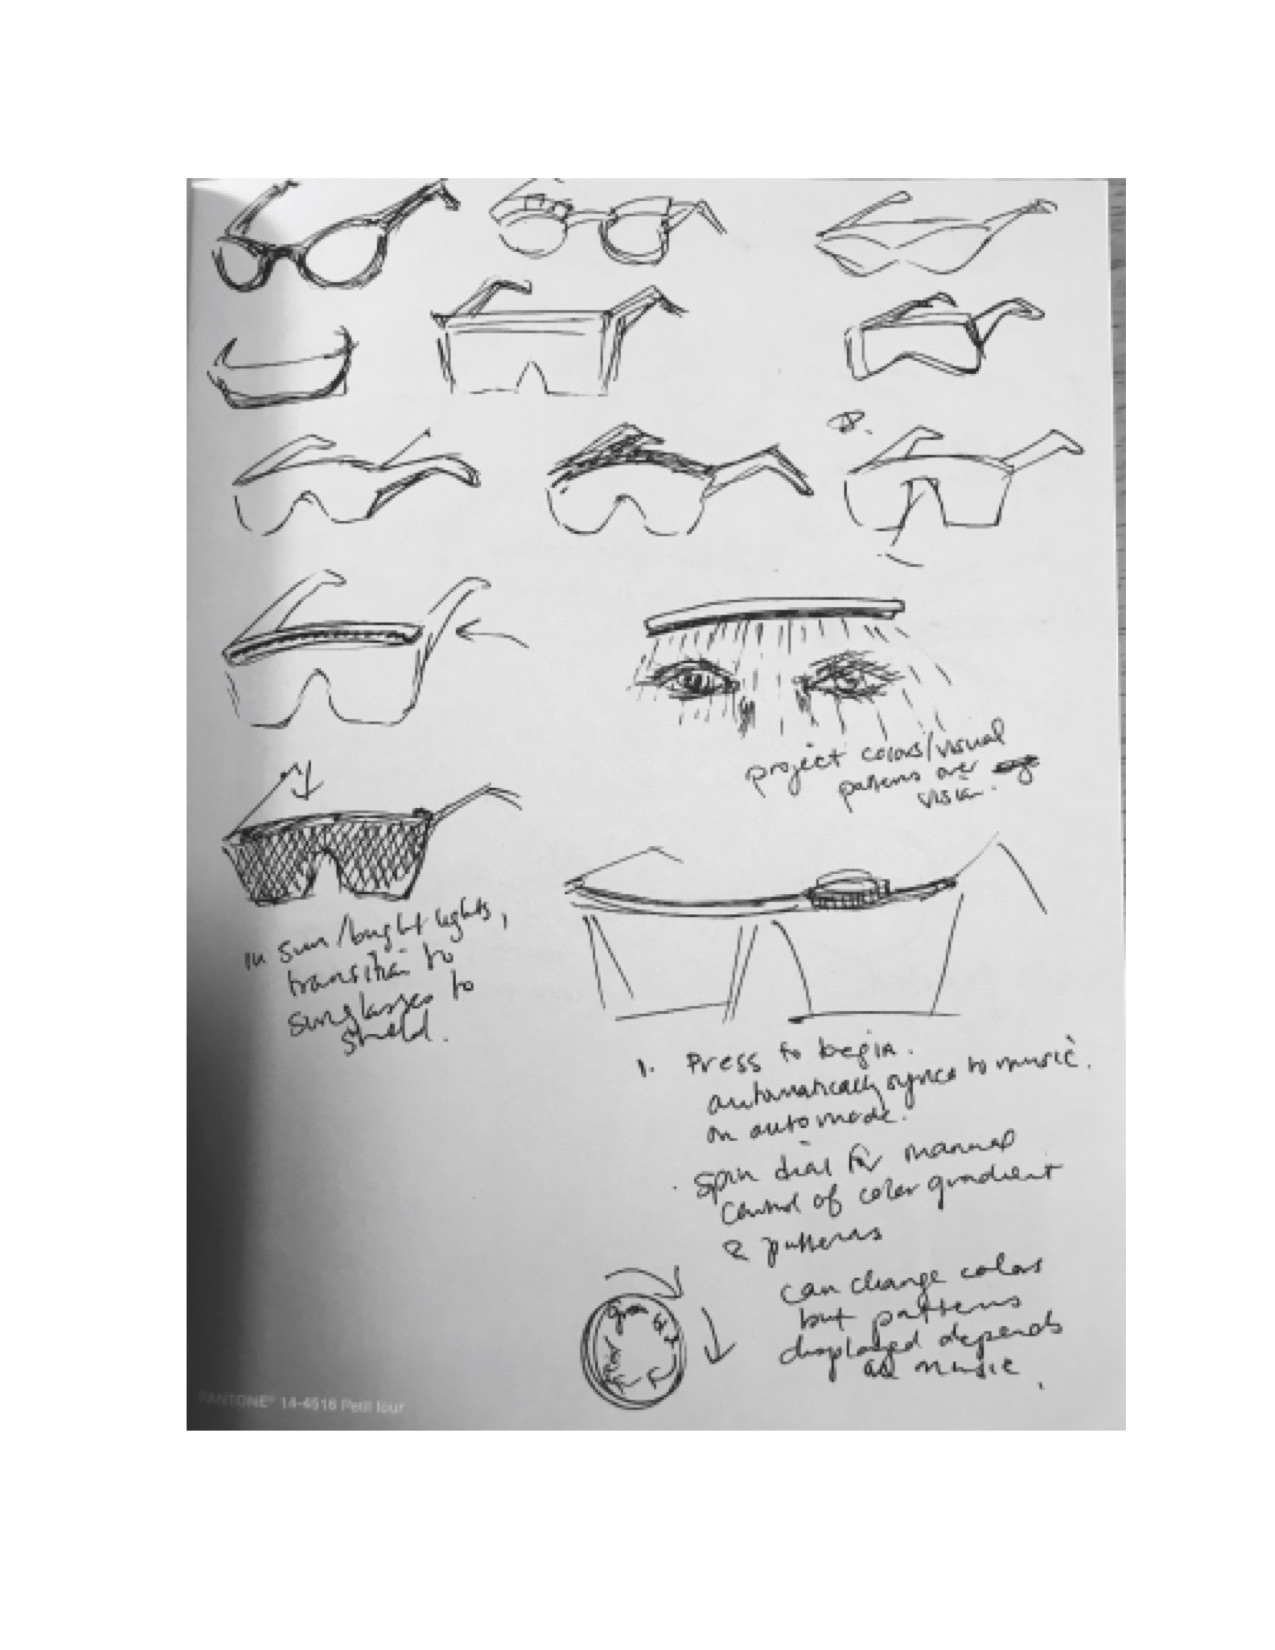 project colors/visual
patterns over
vision.
In sun/bright lights,
transition to
sunglasses to
shield.
1. Press to begin.
automatically syncs to music.
on auto mode.
. Spin dial for manual
control of color gradient
& patterns
can change colors
but patterns
displayed depends
on music.
PANTONE® 14-4516 Petit four